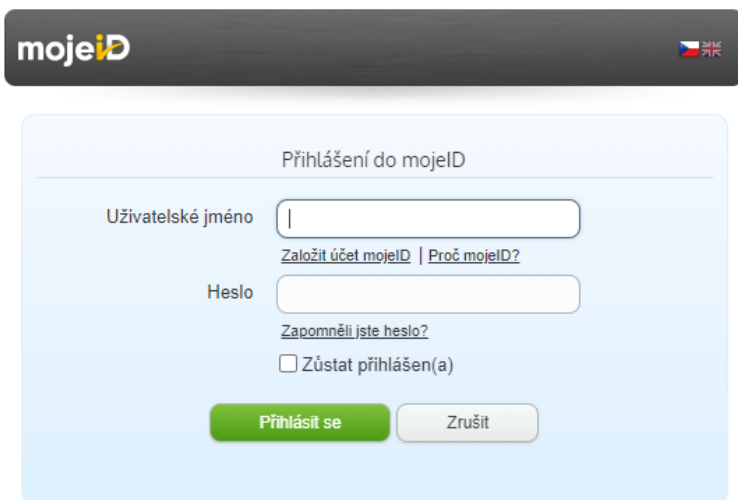 mojeiD
Přihlášení do mojeID
Uživatelské jméno
Založit účet mojeID | Proč mojeID?
Heslo
Zapomněli jste heslo?
Zůstat přihlášen(a)
Přihlásit se Zrušit